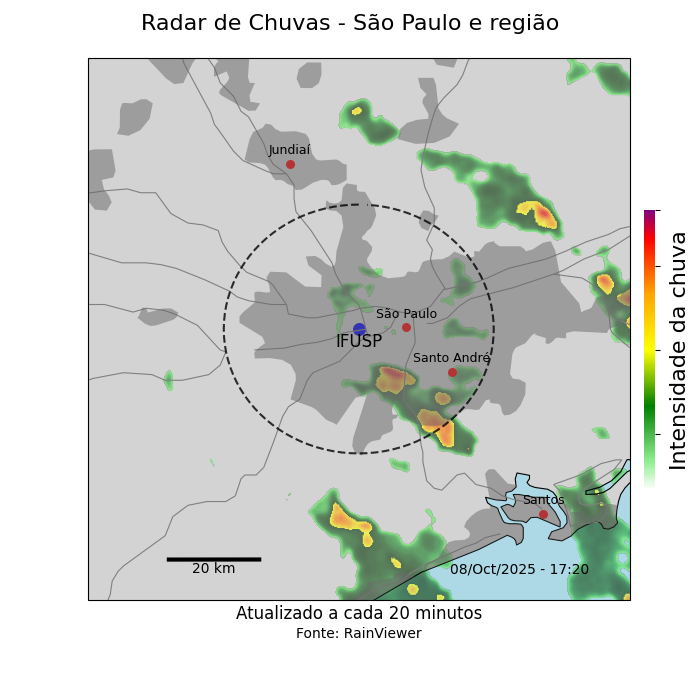 Radar de Chuvas - São Paulo e região
Jundiaí
São Paulo
IFUSP
Santo André
Santos
20 km
08/Oct/2025 - 17:20
Intensidade da chuva
Atualizado a cada 20 minutos
Fonte: RainViewer